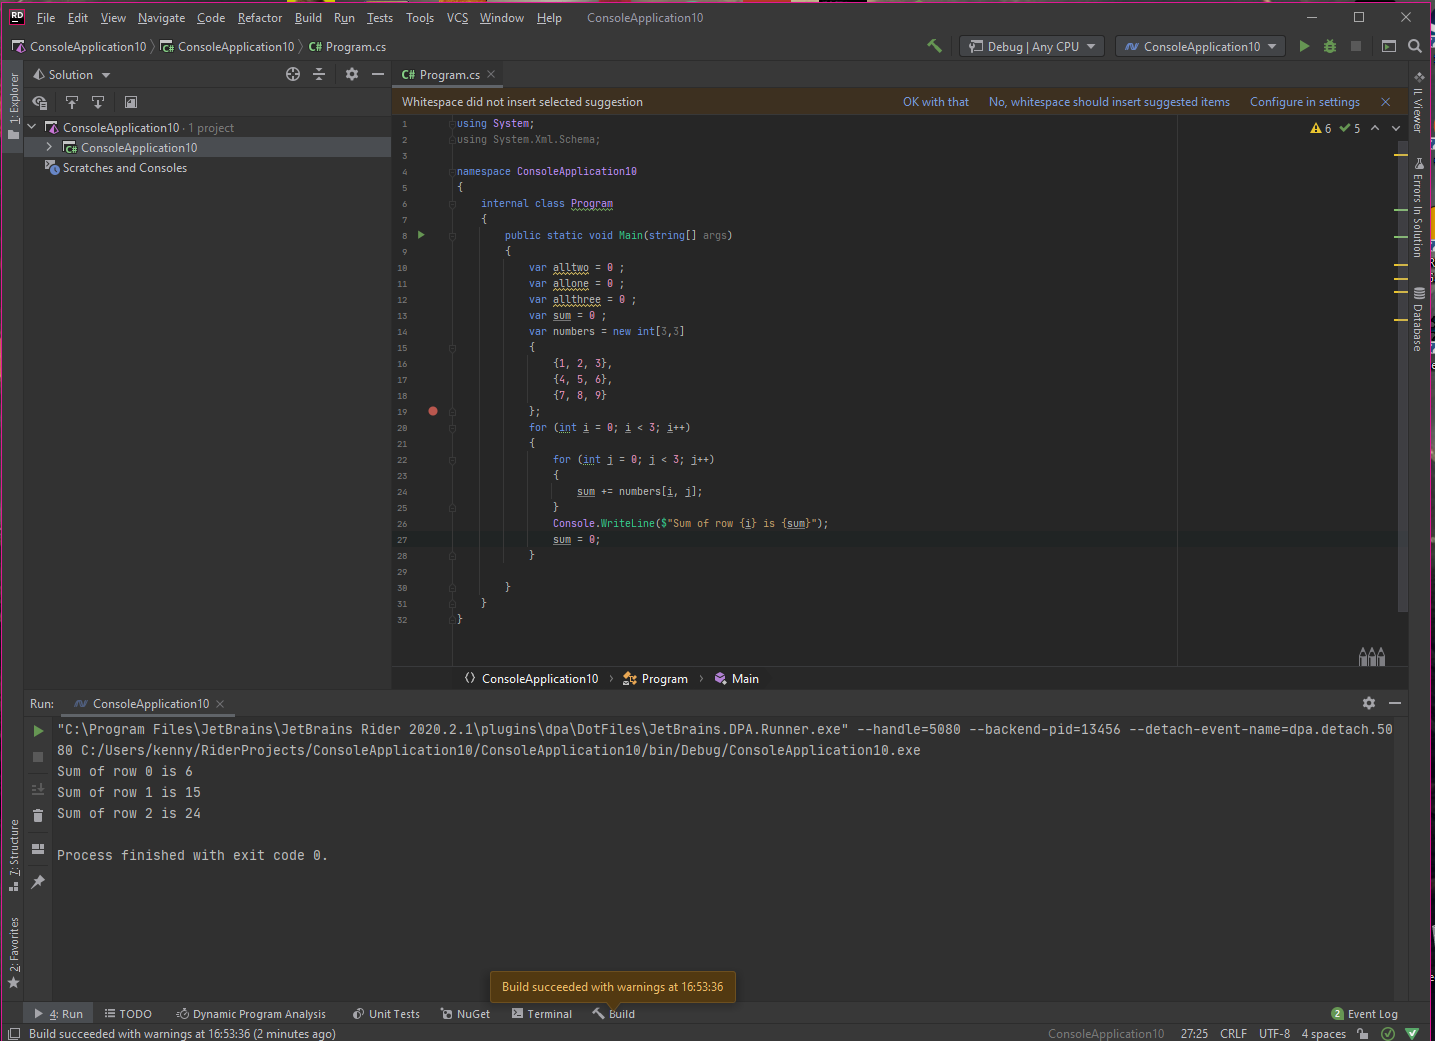 RD File Edit View Navigate Code Refactor Build Run Tests Tools VCS Window Help ConsoleApplication10
ConsoleApplication10 ConsoleApplication10 C# Program.cs Debug | Any CPU ConsoleApplication10
Solution
C# Program.cs
Whitespace did not insert selected suggestion OK with that No, whitespace should insert suggested items Configure in settings
1: Explorer
ConsoleApplication10 · 1 project
ConsoleApplication10
Scratches and Consoles
6 5
1 using System;
2 using System.Xml.Schema;
3
4 namespace ConsoleApplication10
5 {
6 internal class Program
7 {
8 public static void Main(string[] args)
9 {
10 var alltwo = 0 ;
11 var allone = 0 ;
12 var allthree = 0 ;
13 var sum = 0 ;
14 var numbers = new int[3,3]
15 {
16 {1, 2, 3},
17 {4, 5, 6},
18 {7, 8, 9}
19 };
20 for (int i = 0; i < 3; i++)
21 {
22 for (int j = 0; j < 3; j++)
23 {
24 sum += numbers[i, j];
25 }
26 Console.WriteLine($"Sum of row {i} is {sum}");
27 sum = 0;
28 }
29
30 }
31 }
32 }
IL Viewer
Errors In Solution
Database
ConsoleApplication10 Program Main
Run: ConsoleApplication10
"C:\Program Files\JetBrains\JetBrains Rider 2020.2.1\plugins\dpa\DotFiles\JetBrains.DPA.Runner.exe" --handle=5080 --backend-pid=13456 --detach-event-name=dpa.detach.50
80 C:/Users/kenny/RiderProjects/ConsoleApplication10/ConsoleApplication10/bin/Debug/ConsoleApplication10.exe
Sum of row 0 is 6
Sum of row 1 is 15
Sum of row 2 is 24
Process finished with exit code 0.
7: Structure
2: Favorites
Build succeeded with warnings at 16:53:36
4: Run TODO Dynamic Program Analysis Unit Tests NuGet Terminal Build 2 Event Log
Build succeeded with warnings at 16:53:36 (2 minutes ago) ConsoleApplication10 27:25 CRLF UTF-8 4 spaces